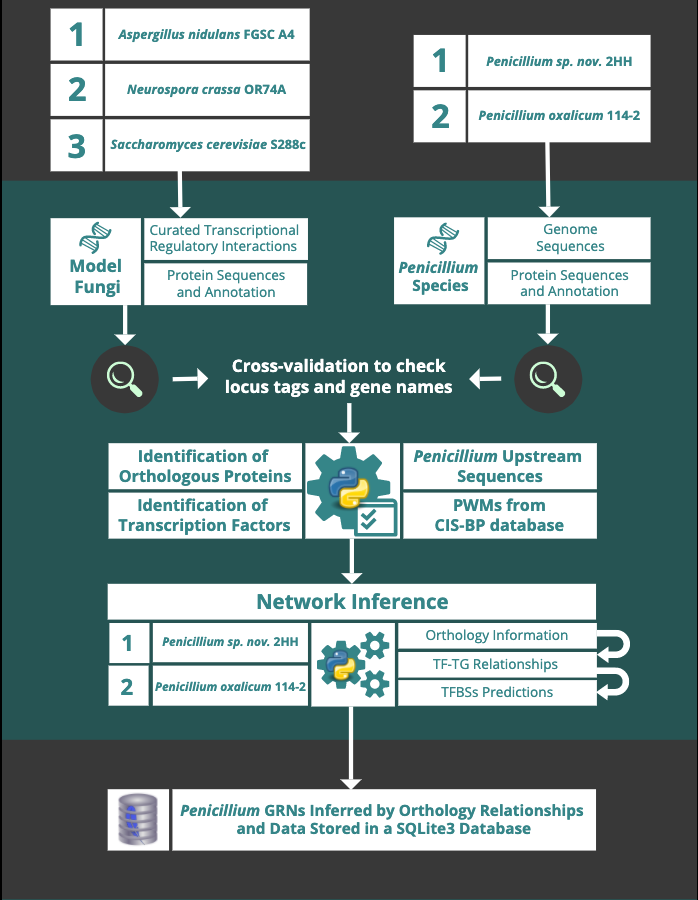 1
Aspergillus nidulans FGSC A4
2
Neurospora crassa OR74A
3
Saccharomyces cerevisiae S288c
1
Penicillium sp. nov. 2HH
2
Penicillium oxalicum 114-2
Model
Fungi
Curated Transcriptional
Regulatory Interactions
Protein Sequences
and Annotation
Penicillium
Species
Genome
Sequences
Protein Sequences
and Annotation
Cross-validation to check
locus tags and gene names
Identification of
Orthologous Proteins
Identification of
Transcription Factors
Penicillium Upstream
Sequences
PWMs from
CIS-BP database
Network Inference
1
Penicillium sp. nov. 2HH
2
Penicillium oxalicum 114-2
Orthology Information
TF-TG Relationships
TFBSs Predictions
Penicillium GRNs Inferred by Orthology Relationships
and Data Stored in a SQLite3 Database